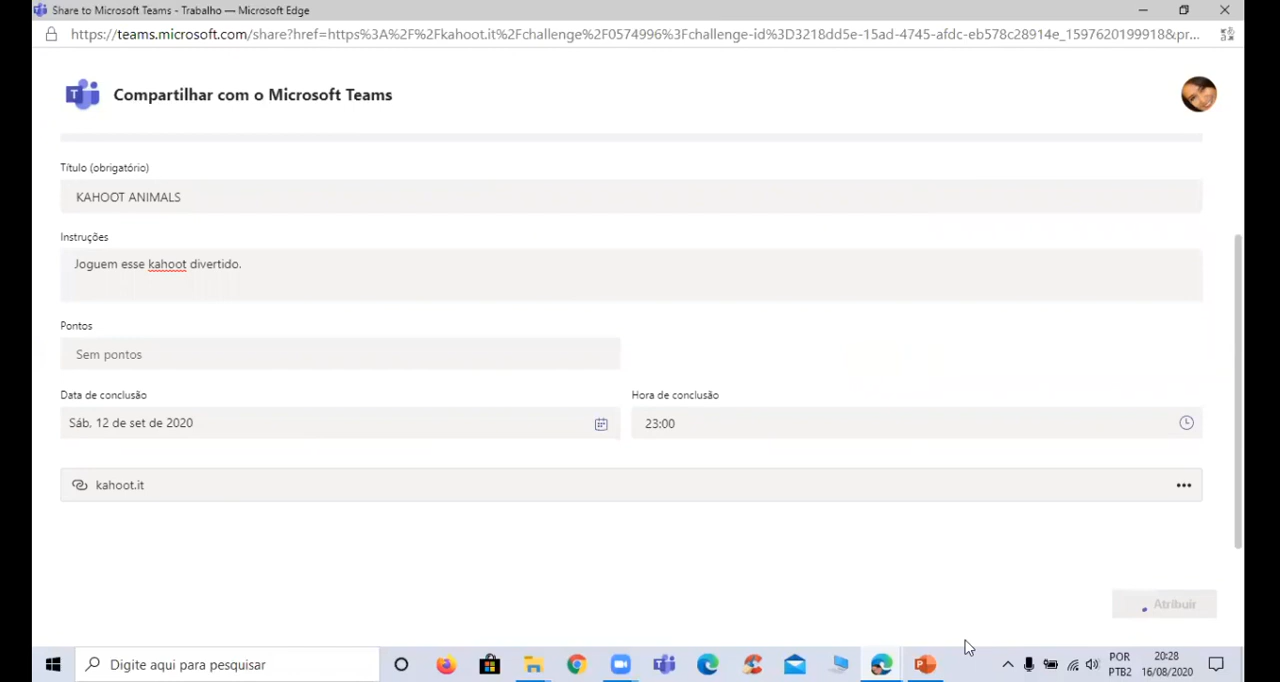 Share to Microsoft Teams - Trabalho — Microsoft Edge
https://teams.microsoft.com/share?href=https%3A%2F%2Fkahoot.it%2Fchallenge%2F0574996%3Fchallenge-id%3D3218dd5e-15ad-4745-afdc-eb578c28914e_1597620199918&pr...
Compartilhar com o Microsoft Teams
Título (obrigatório)
KAHOOT ANIMALS
Instruções
Joguem esse kahoot divertido.
Pontos
Sem pontos
Data de conclusão
Hora de conclusão
Sáb, 12 de set de 2020
23:00
kahoot.it
Atribuir
Digite aqui para pesquisar
POR
PTB2
20:28
16/08/2020